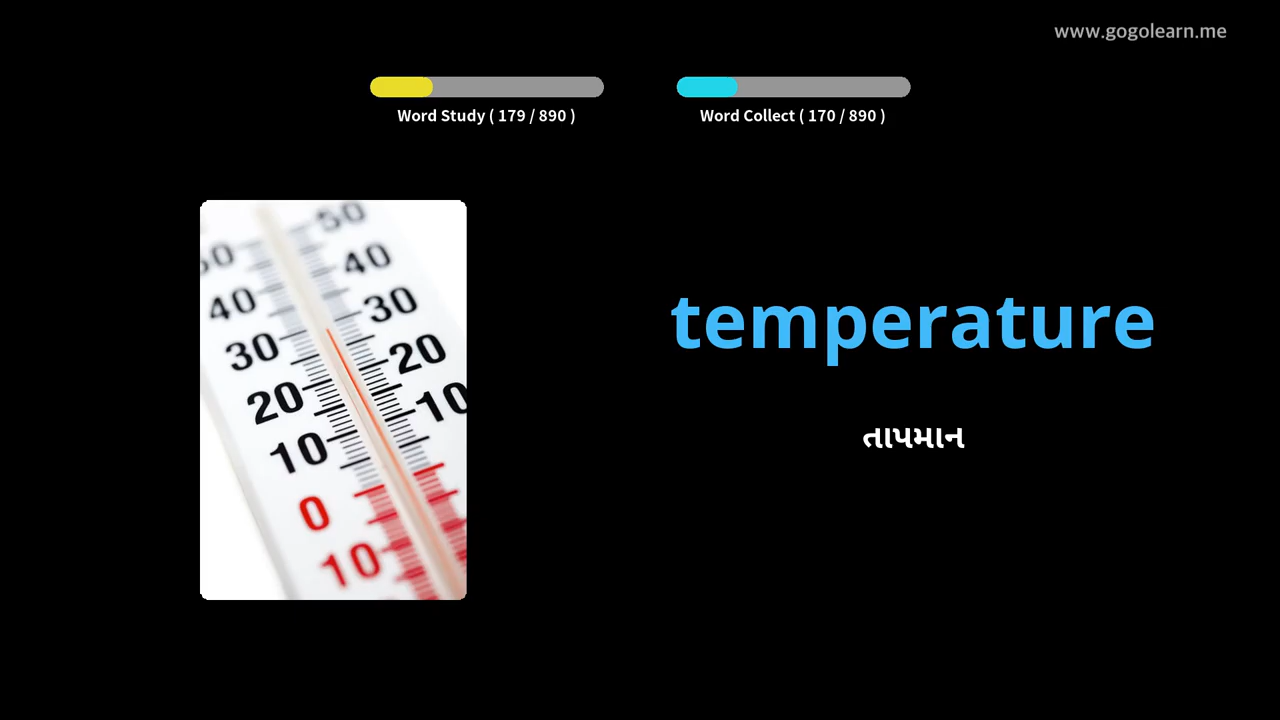 www.gogolearn.me
Word Study ( 179 / 890 )
Word Collect ( 170 / 890 )
50
50
40
40
30
30
20
20
10
10
0
10
temperature
તાપમાન